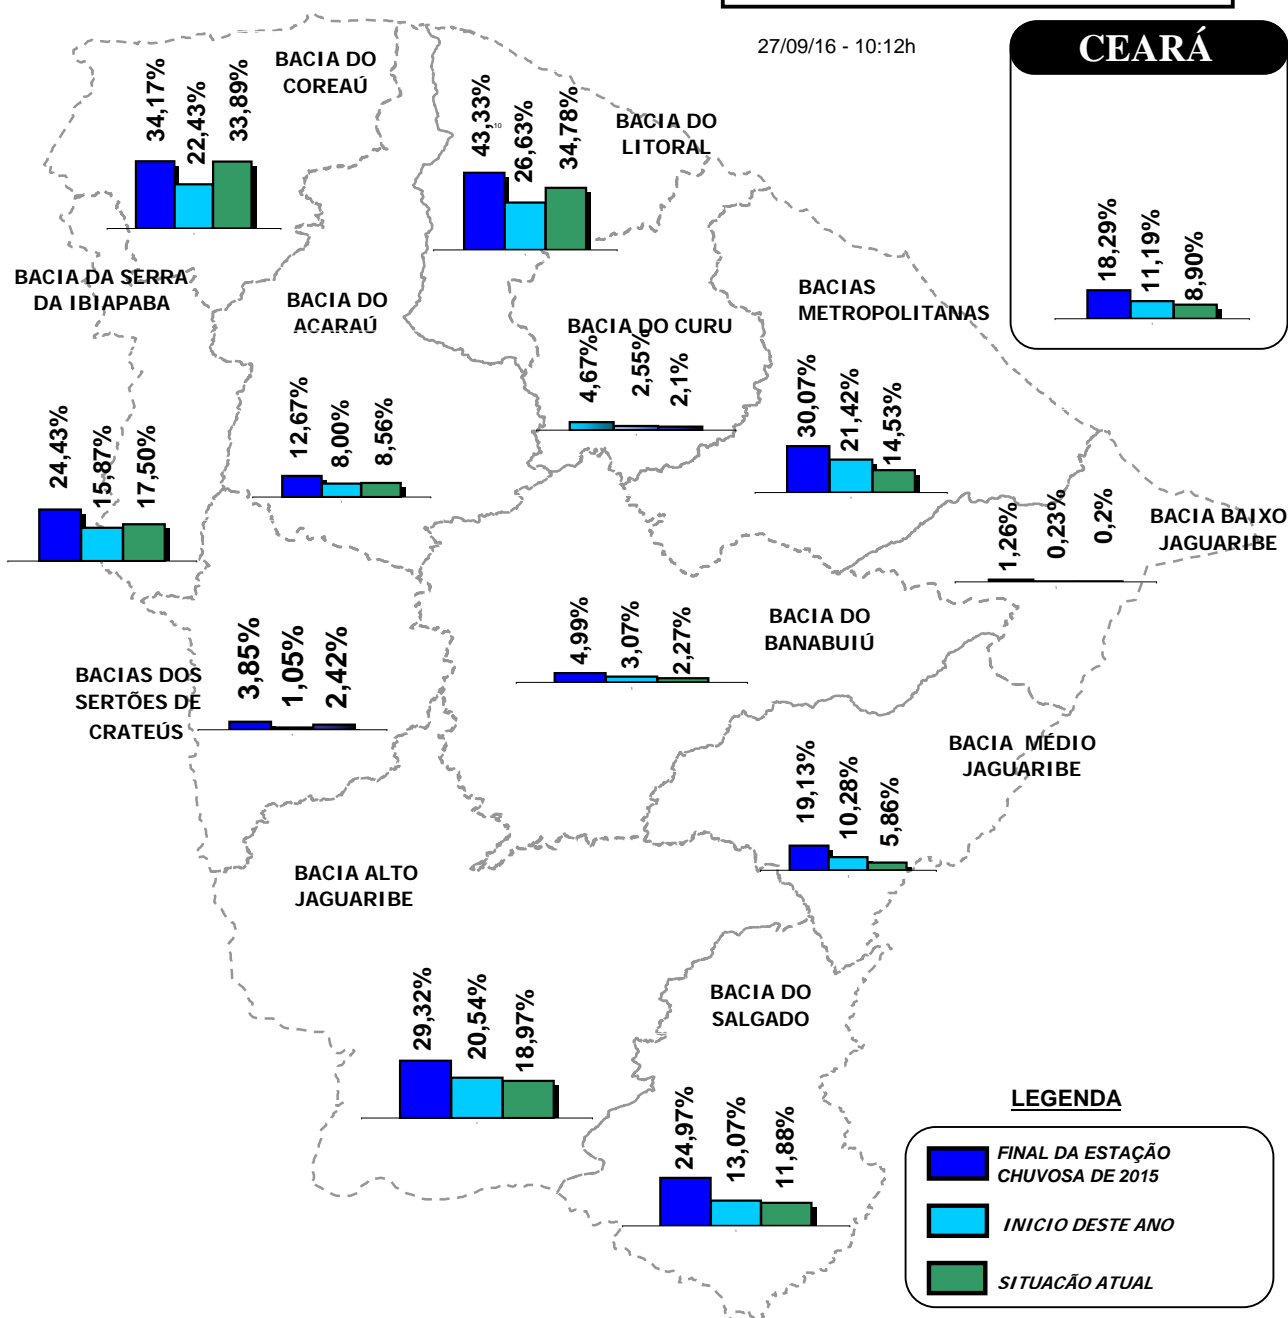 27/09/16 - 10:12h
CEARÁ
18,29%
11,19%
8,90%
BACIA DO
COREAÚ
34,17%
22,43%
33,89%
BACIA DO
LITORAL
43,33%
10
26,63%
34,78%
BACIA DA SERRA
DA IBIAPABA
24,43%
15,87%
17,50%
BACIA DO
ACARAÚ
12,67%
8,00%
8,56%
BACIA DO CURU
4,67%
2,55%
2,1%
BACIAS
METROPOLITANAS
30,07%
21,42%
14,53%
BACIA BAIXO
JAGUARIBE
1,26%
0,23%
0,2%
BACIA DO
BANABUIÚ
4,99%
3,07%
2,27%
BACIAS DOS
SERTÕES DE
CRATEÚS
3,85%
1,05%
2,42%
BACIA MÉDIO
JAGUARIBE
19,13%
10,28%
5,86%
BACIA ALTO
JAGUARIBE
29,32%
20,54%
18,97%
BACIA DO
SALGADO
24,97%
13,07%
11,88%
LEGENDA
FINAL DA ESTAÇÃO
CHUVOSA DE 2015
INICIO DESTE ANO
SITUACÃO ATUAL